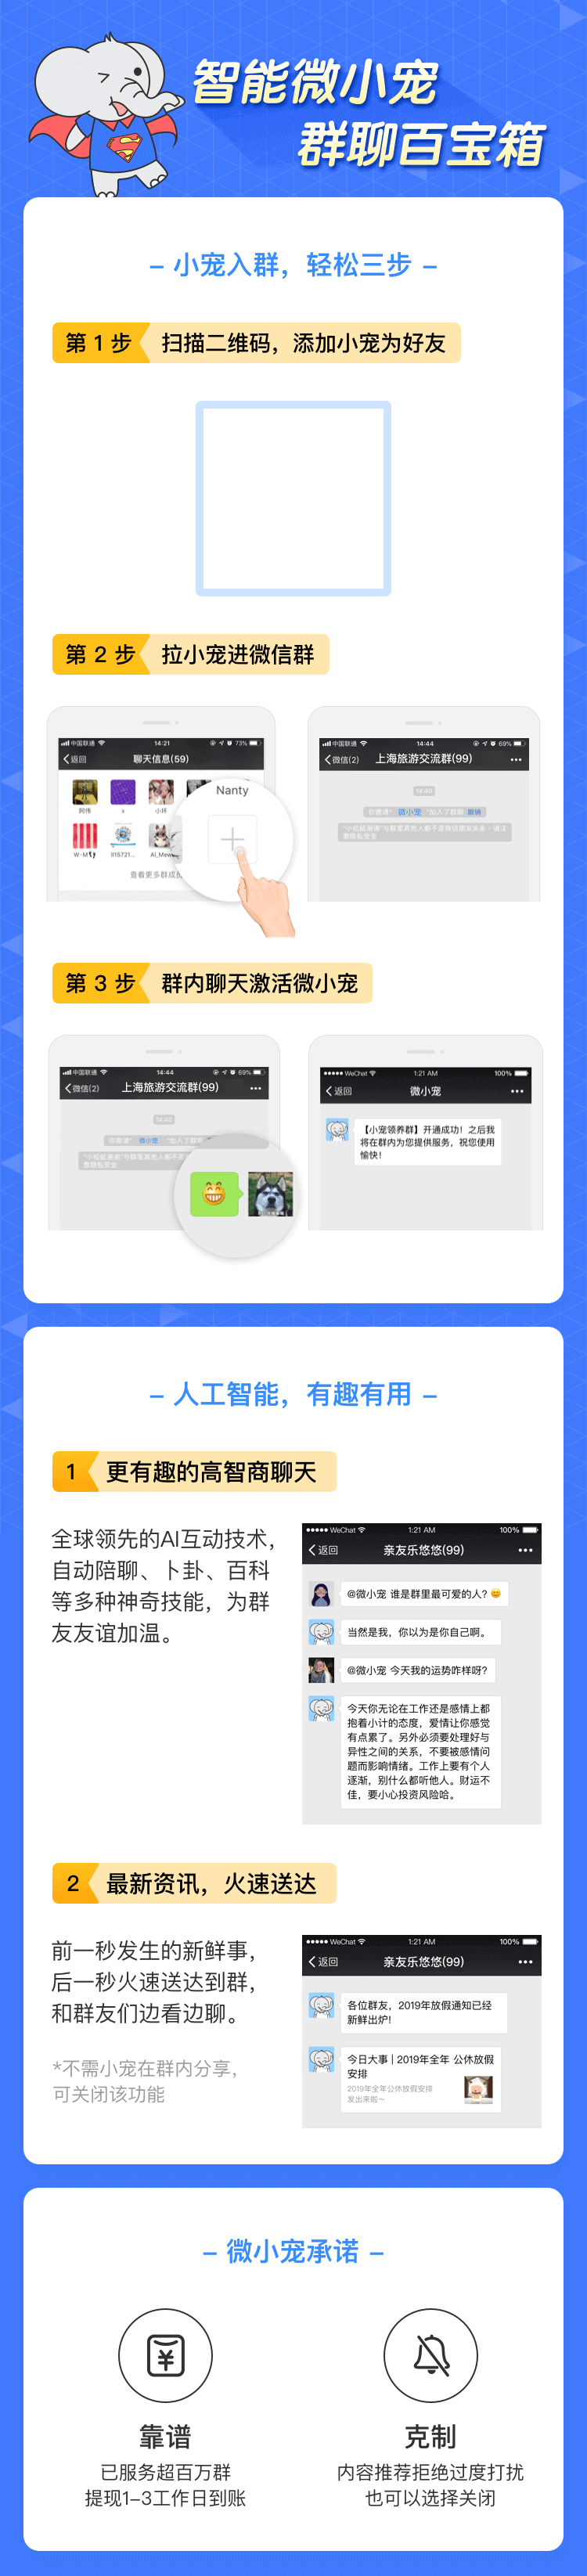 智能微小宠
群聊百宝箱
– 小宠入群，轻松三步 –
第 1 步
扫描二维码，添加小宠为好友
第 2 步
拉小宠进微信群
中国联通
14:21
73%
返回
聊天信息(59)
Nanty
阿伟
s
小环
W·M
ll15721...
Al_Mew
查看更多群成员
中国联通
14:44
69%
微信(2)
上海旅游交流群(99)
•••
14:40
你邀请" 微小宠 "加入了群聊 撤销
第 3 步
群内聊天激活微小宠
中国联通
14:44
69%
微信(2)
上海旅游交流群(99)
•••
14:40
你邀请" 微小宠 "加入了群聊
WeChat
1:21 AM
100%
返回
微小宠
•••
【小宠领养群】开通成功！之后我
将在群内为您提供服务，祝您使用
愉快！
– 人工智能，有趣有用 –
1
更有趣的高智商聊天
全球领先的AI互动技术，
自动陪聊、卜卦、百科
等多种神奇技能，为群
友友谊加温。
WeChat
1:21 AM
100%
返回
亲友乐悠悠(99)
•••
@微小宠 谁是群里最可爱的人? 😊
当然是我，你以为是你自己啊。
@微小宠 今天我的运势咋样呀?
今天你无论在工作还是感情上都
抱着小计的态度，爱情让你感觉
有点累了。另外必须要处理好与
异性之间的关系，不要被感情问
题而影响情绪。工作上要有个人
逐渐，别什么都听他人。财运不
佳，要小心投资风险哈。
2
最新资讯，火速送达
前一秒发生的新鲜事，
后一秒火速送达到群，
和群友们边看边聊。
*不需小宠在群内分享，
可关闭该功能
WeChat
1:21 AM
100%
返回
亲友乐悠悠(99)
•••
各位群友，2019年放假通知已经
新鲜出炉!
今日大事 | 2019年全年 公休放假
安排
2019年全年公休放假安排
发出来啦～
– 微小宠承诺 –
靠谱
已服务超百万群
提现1-3工作日到账
克制
内容推荐拒绝过度打扰
也可以选择关闭